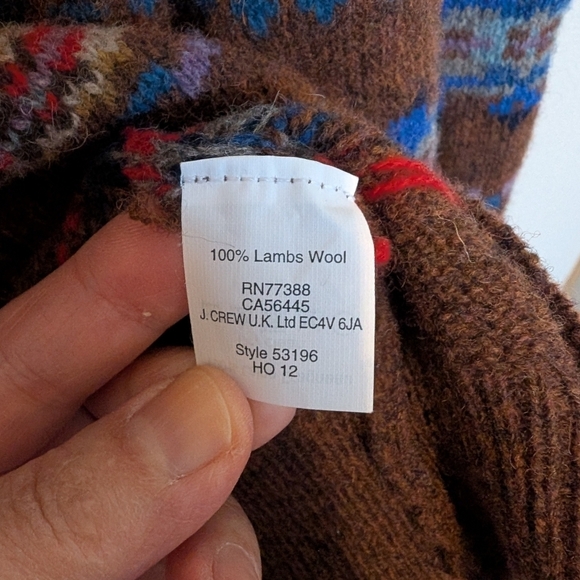 100% Lambs Wool
RN77388
CA56445
J. CREW U.K. Ltd EC4V 6JA
Style 53196
HO 12